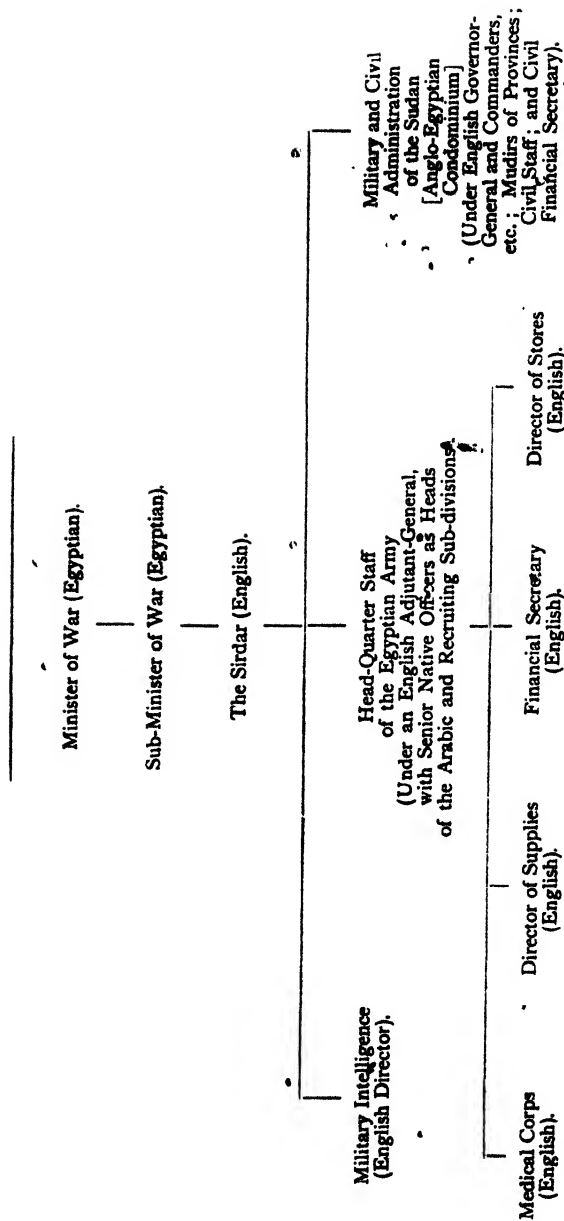 Minister of War (Egyptian).
Sub-Minister of War (Egyptian).
The Sirdar (English).
Military Intelligence
(English Director).
Head-Quarter Staff
of the Egyptian Army
(Under an English Adjutant-General,
with Senior Native Officers as Heads
of the Arabic and Recruiting Sub-divisions).
Military and Civil
Administration
of the Sudan
[Anglo-Egyptian
Condominium]
(Under English Governor-
General and Commanders,
etc.; Mudirs of Provinces;
Civil Staff; and Civil
Financial Secretary).
Medical Corps
(English).
Director of Supplies
(English).
Financial Secretary
(English).
Director of Stores
(English).